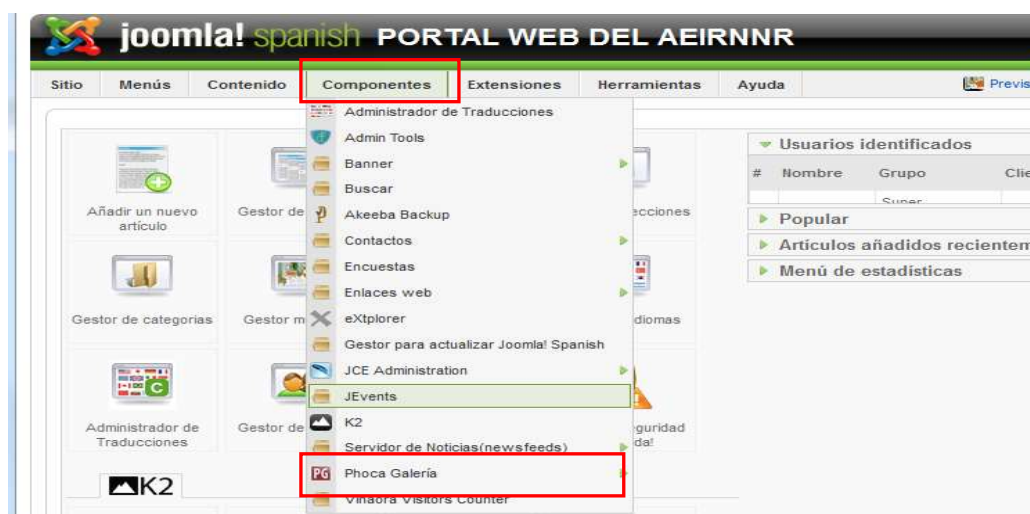 joomla! spanish PORTAL WEB DEL AEIRNNR
Sitio Menús Contenido Componentes Extensiones Herramientas Ayuda Previs
Administrador de Traducciones
Admin Tools
Banner
Buscar
Akeeba Backup
Contactos
Encuestas
Enlaces web
eXtplorer
Gestor para actualizar Joomla! Spanish
JCE Administration
JEvents
K2
Servidor de Noticias(newsfeeds)
Phoca Galería
Vinaora Visitors Counter
Añadir un nuevo
artículo
Gestor de
ecciones
Gestor de categorias
Gestor m
diomas
Administrador de
Traducciones
Gestor de
guridad
da!
K2
Usuarios identificados
# Nombre Grupo Clie
Super
Popular
Artículos añadidos recientem
Menú de estadísticas